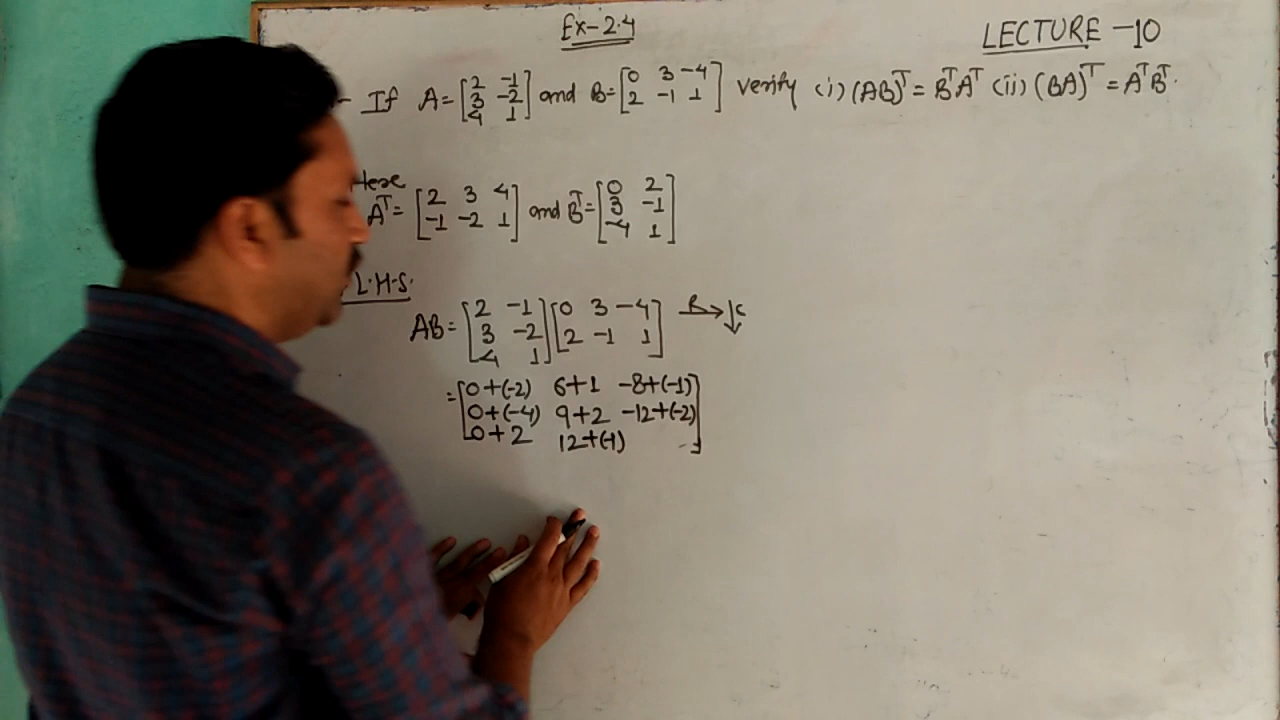 Ex-2.4
LECTURE -10
- If A = [2 -1 and B = [0 3 -4] verify (i) (AB)ᵀ = BᵀAᵀ (ii) (BA)ᵀ = AᵀBᵀ.
3 -2 2 -1 1
4 1]
Here
Aᵀ = [2 3 4 and Bᵀ = [0 2
-1 -2 1] 3 -1
-4 1]
L.H.S.
AB = [2 -1] [0 3 -4] R→ ↓C
3 -2 2 -1 1
4 1
= [0+(-2) 6+1 -8+(-1)
0+(-4) 9+2 -12+(-2)
0+2 12+(-1) ]